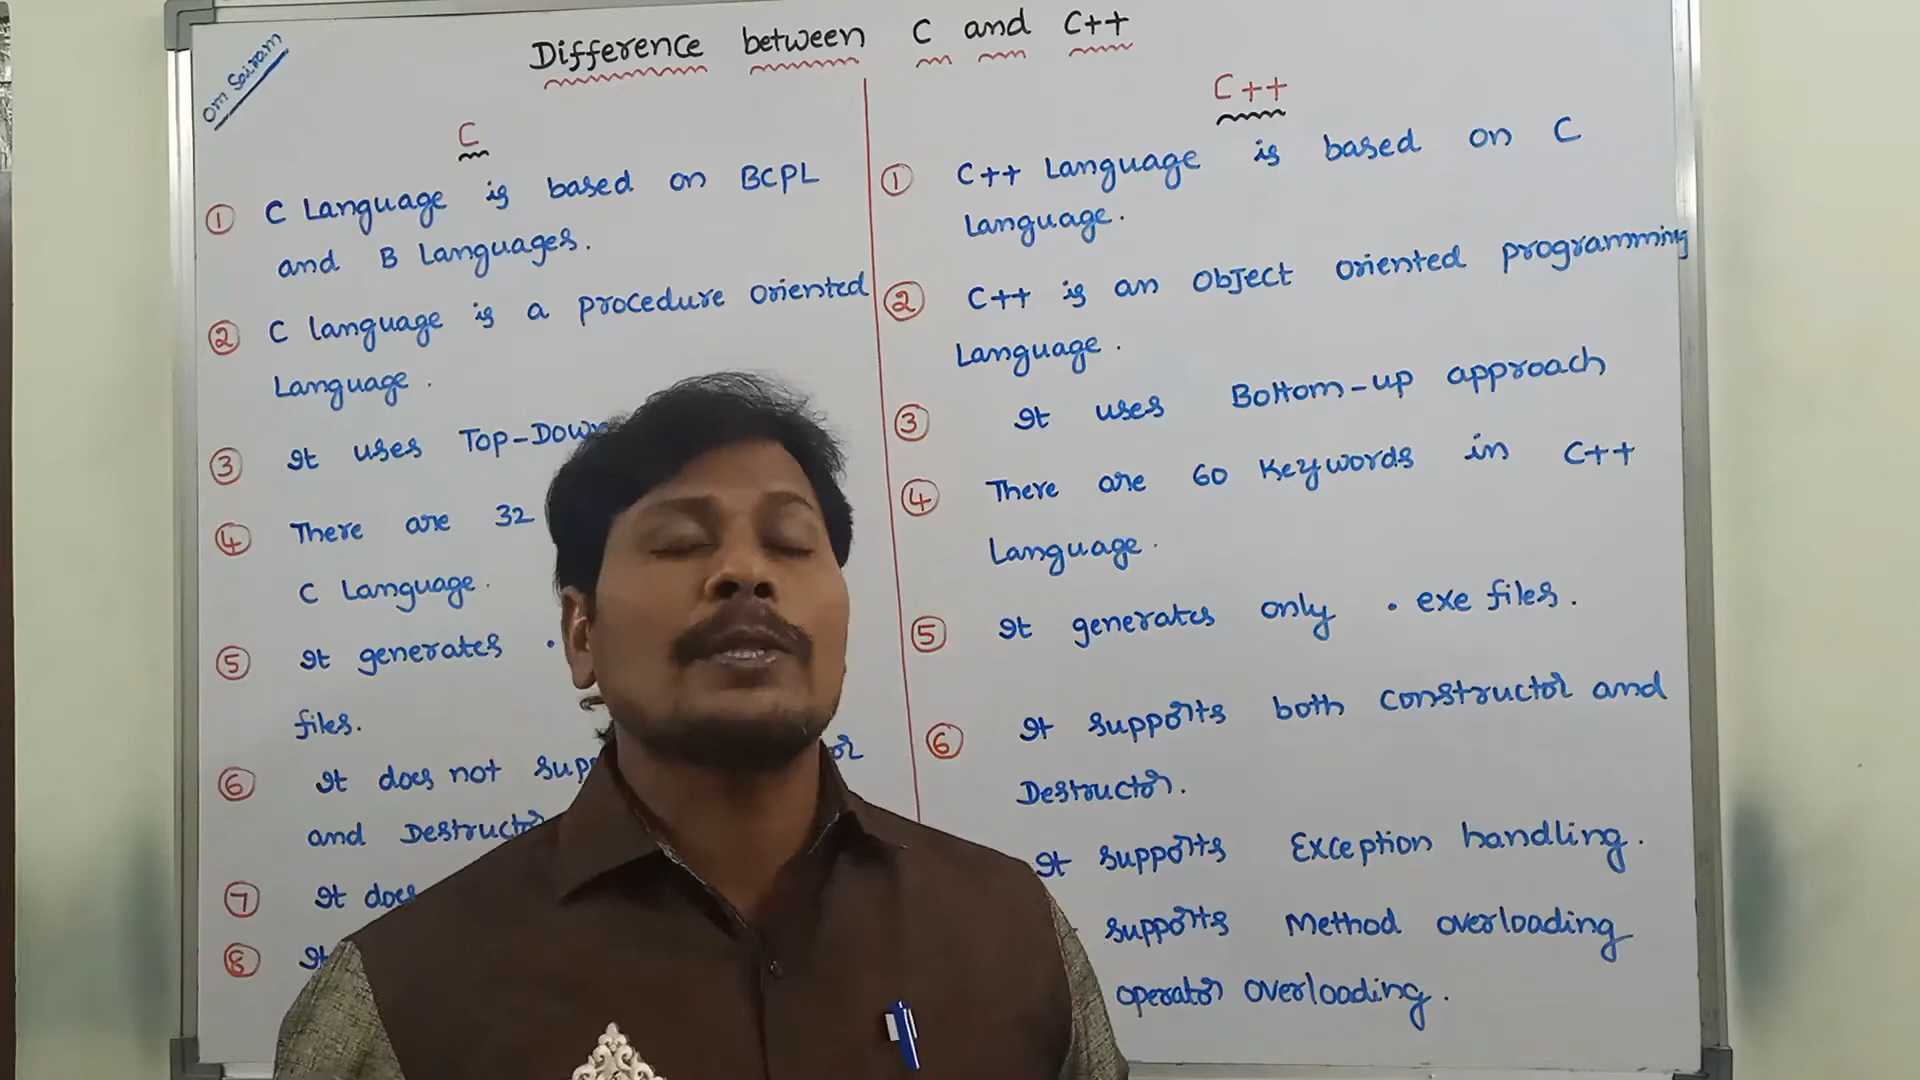 Om Sairam
Difference between C and C++
C
① C Language is based on BCPL
and B Languages.
② C language is a procedure oriented
Language.
③ It uses Top-Down
④ There are 32
C Language.
⑤ It generates .
files.
⑥ It does not
and
⑦ It does
⑧ It
C++
① C++ Language is based on C
Language.
② C++ is an Object oriented programming
Language.
③ It uses Bottom-up approach
④ There are 60 Keywords in C++
Language.
⑤ It generates only .exe files.
⑥ It supports both constructor and
Destructor.
It supports Exception handling.
supports Method overloading
operator overloading.